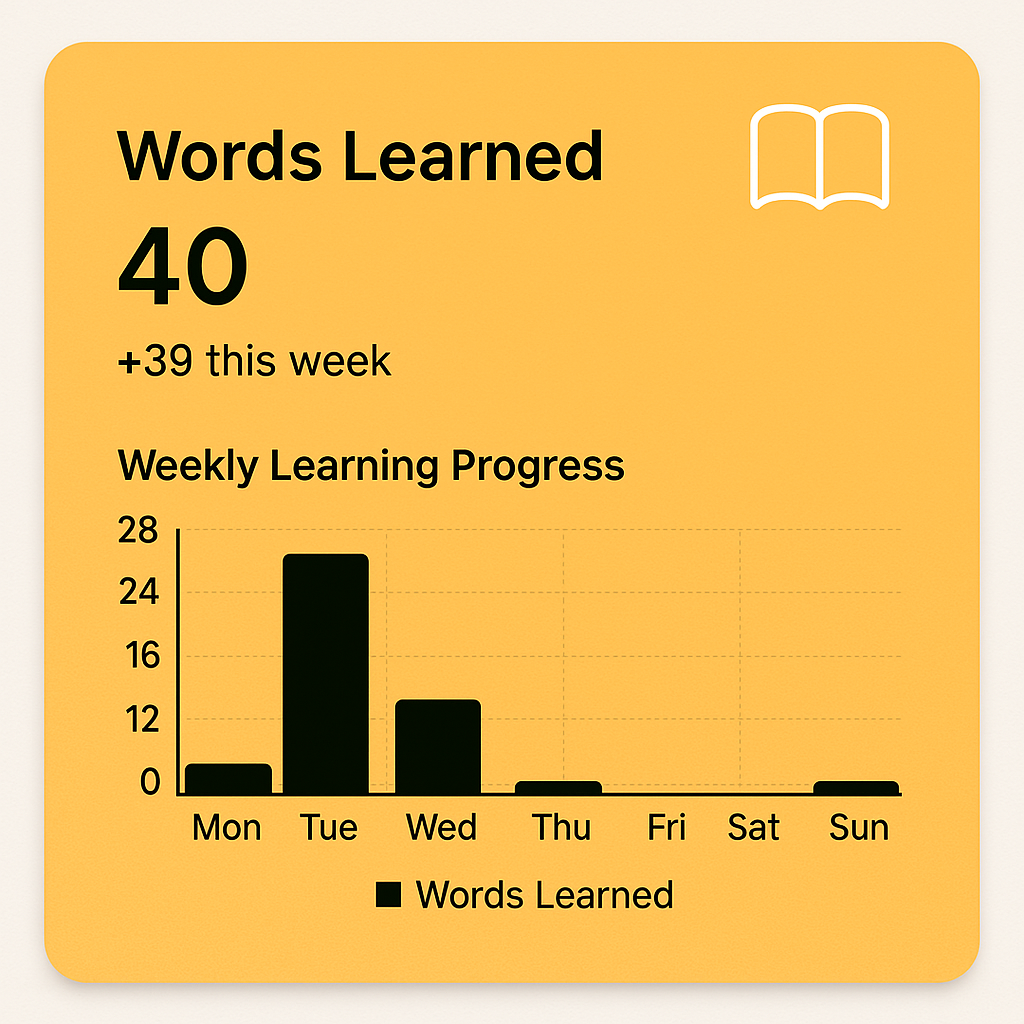 Words Learned
40
+39 this week
Weekly Learning Progress
28
24
16
12
0
Mon Tue Wed Thu Fri Sat Sun
Words Learned